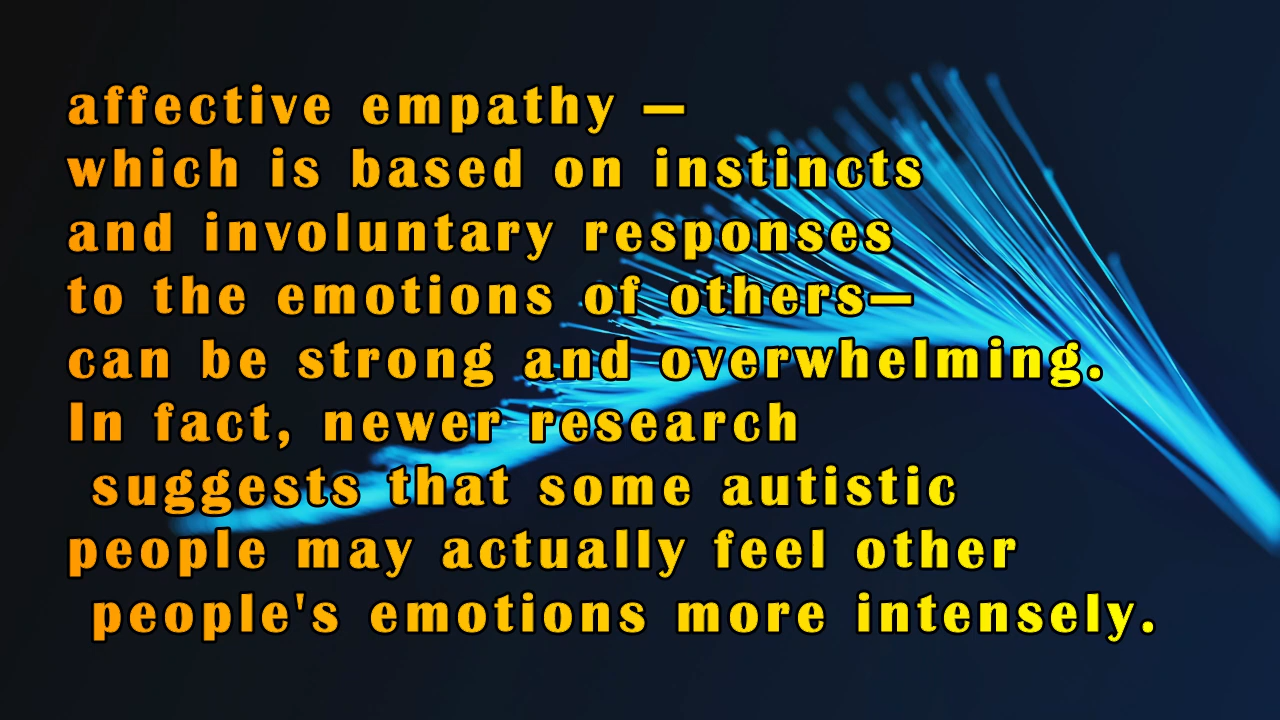 affective empathy —
which is based on instincts
and involuntary responses
to the emotions of others—
can be strong and overwhelming.
In fact, newer research
suggests that some autistic
people may actually feel other
people's emotions more intensely.